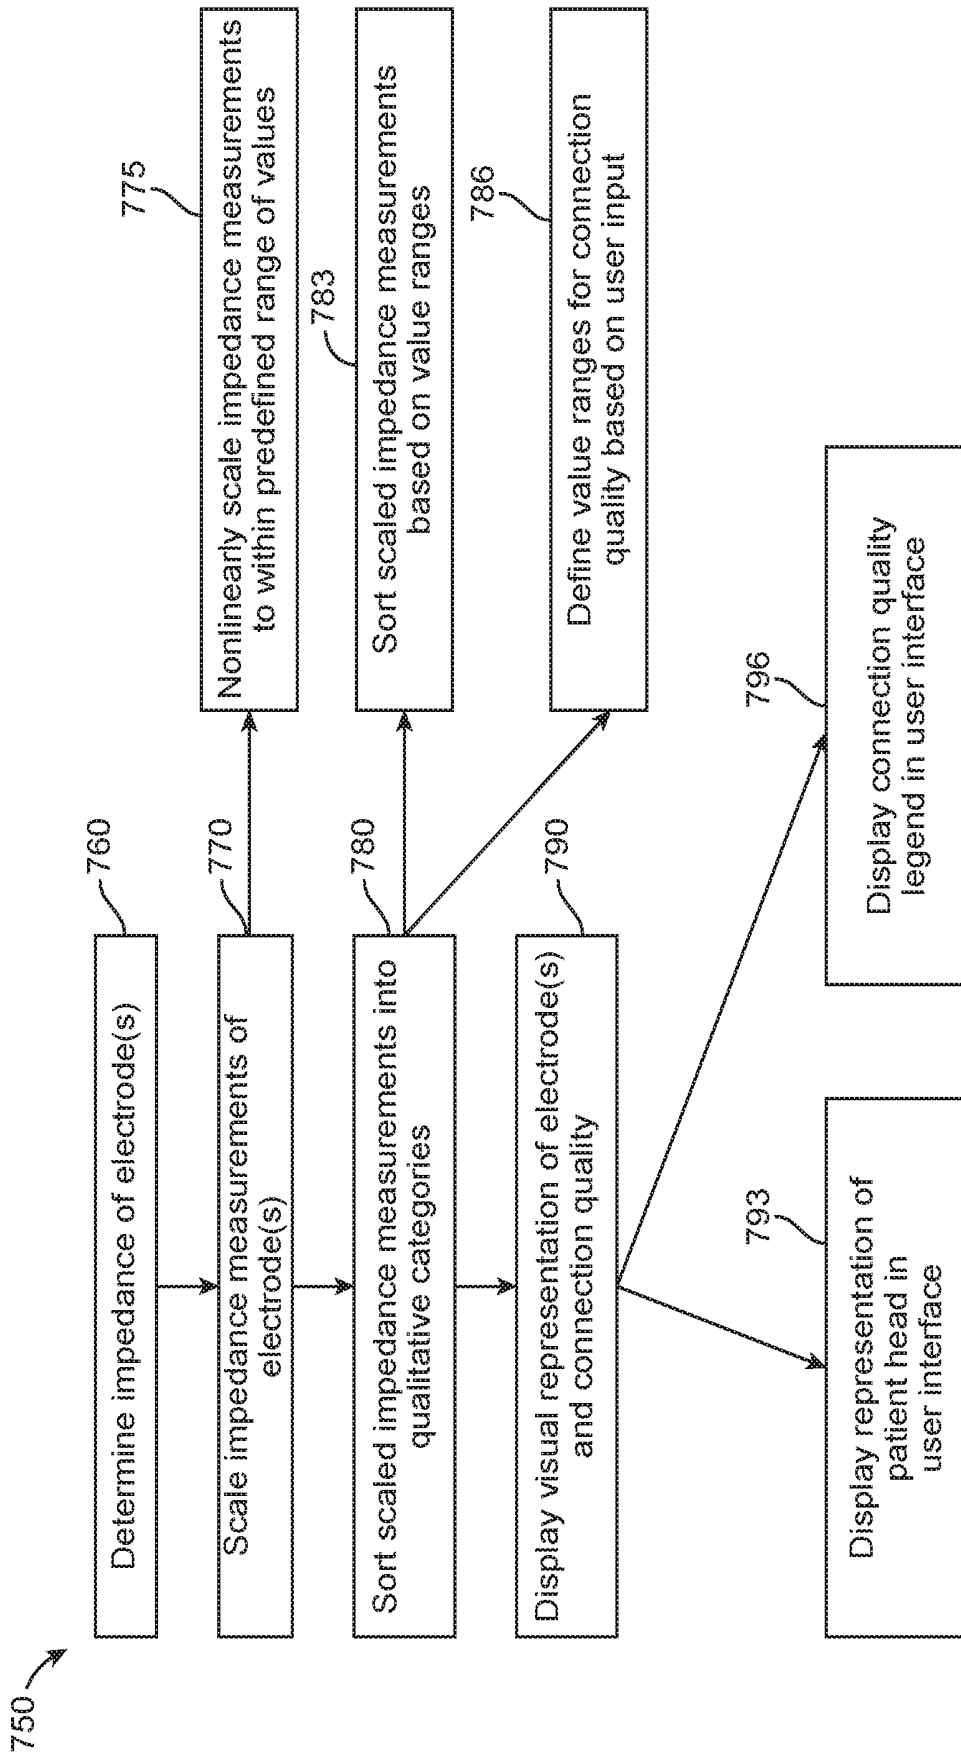 750
760
Determine impedance of electrode(s)
770
Scale impedance measurements of
electrode(s)
775
Nonlinearly scale impedance measurements
to within predefined range of values
780
Sort scaled impedance measurements into
qualitative categories
783
Sort scaled impedance measurements
based on value ranges
786
Define value ranges for connection
quality based on user input
790
Display visual representation of electrode(s)
and connection quality
793
Display representation of
patient head in
user interface
796
Display connection quality
legend in user interface